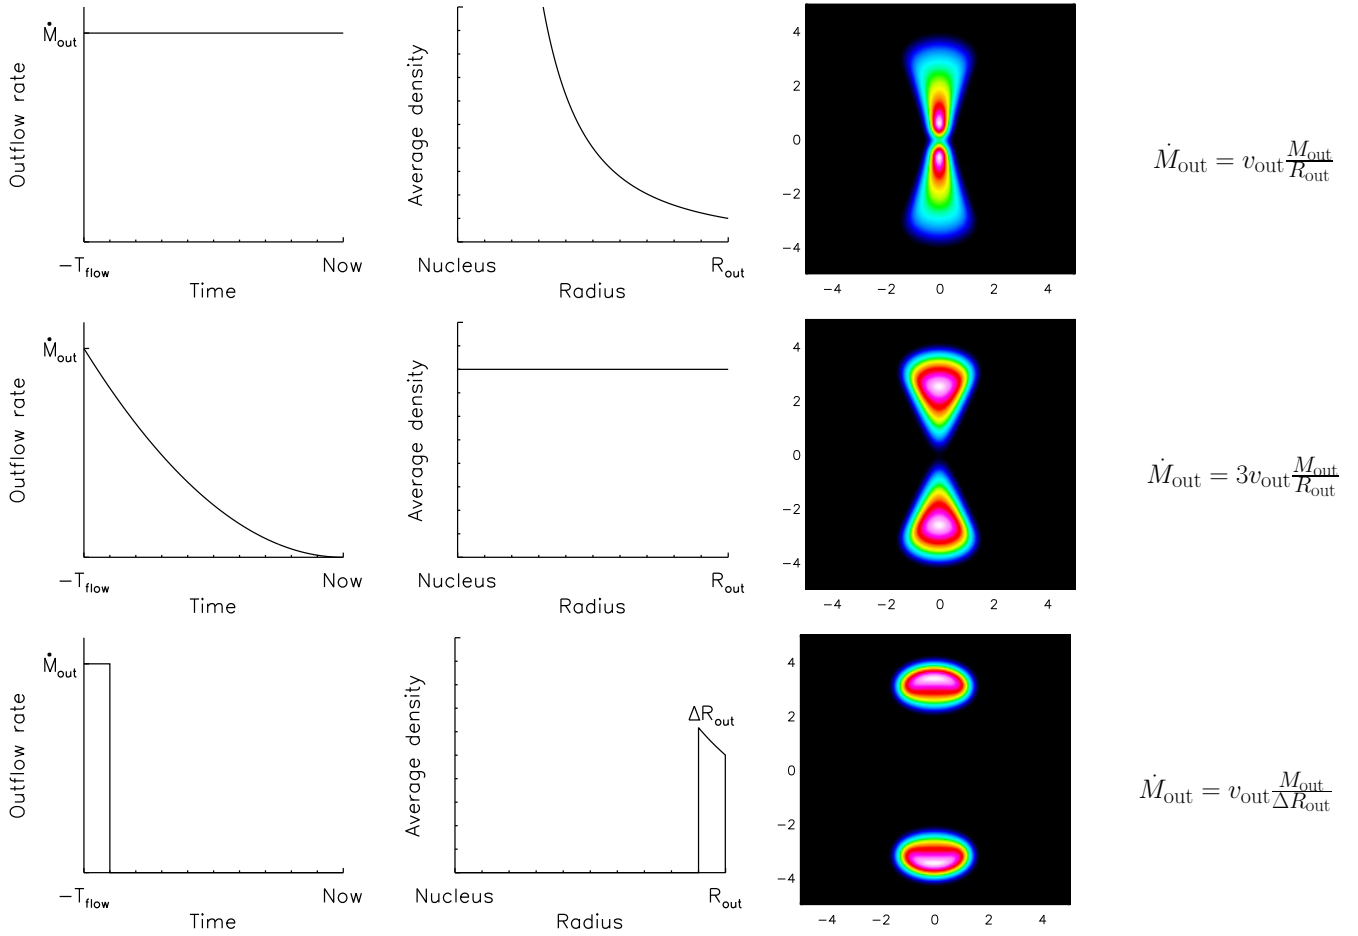 Ṁout
Outflow rate
−Tflow
Now
Time
Average density
Nucleus
Rout
Radius
4
2
0
−2
−4
−4 −2 0 2 4
Ṁout = vout Mout/Rout
Ṁout
Outflow rate
−Tflow
Now
Time
Average density
Nucleus
Rout
Radius
4
2
0
−2
−4
−4 −2 0 2 4
Ṁout = 3vout Mout/Rout
Ṁout
Outflow rate
−Tflow
Now
Time
Average density
ΔRout
Nucleus
Rout
Radius
4
2
0
−2
−4
−4 −2 0 2 4
Ṁout = vout Mout/ΔRout